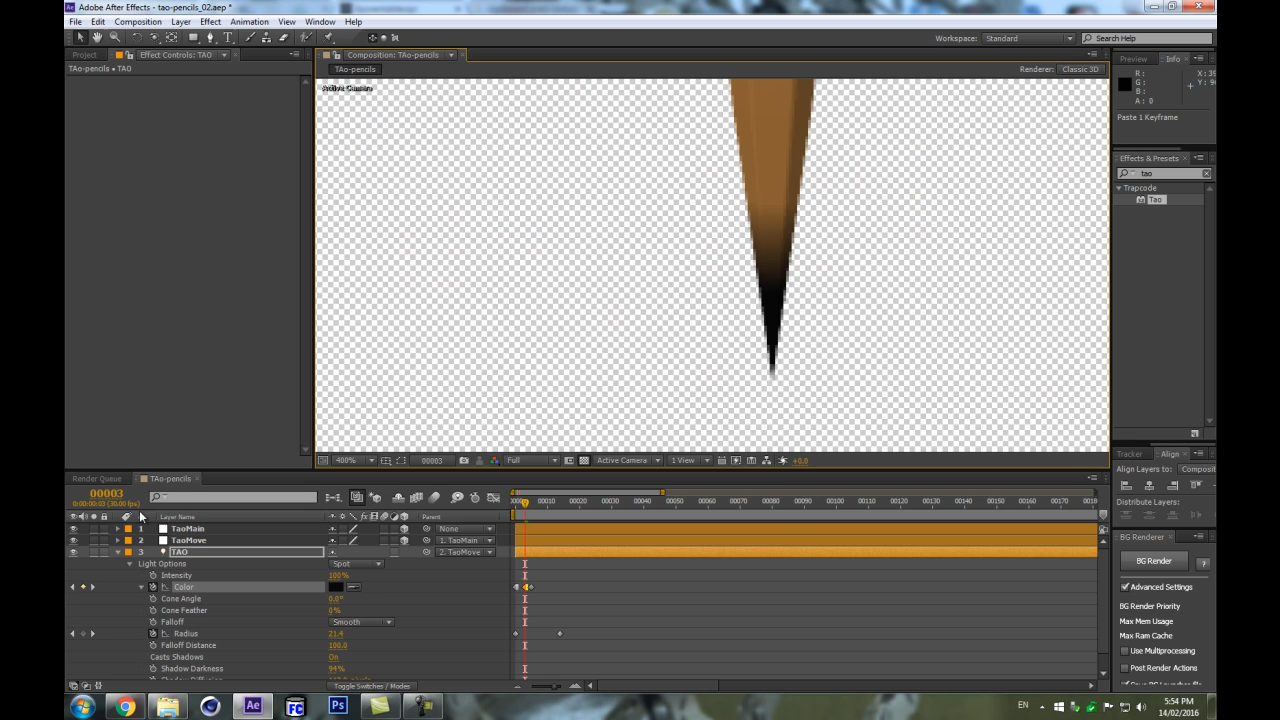 Adobe After Effects - tao-pencils_02.aep *
File Edit Composition Layer Effect Animation View Window Help
Workspace: Standard Search Help
Project Effect Controls: TAO
TAo-pencils • TAO
Composition: TAo-pencils
TAo-pencils
Renderer: Classic 3D
Active Camera
Preview Info
R:
G:
B:
A: 0
Paste 1 Keyframe
Effects & Presets
tao
Trapcode
Tao
400% 00003 Full Active Camera 1 View +0.0
Tracker Align
Align Layers to:
Distribute Layers:
BG Renderer
BG Render ?
Advanced Settings
BG Render Priority
Max Mem Usage
Max Ram Cache
Use Multiprocessing
Post Render Actions
Render Queue TAo-pencils
00003
0:00:00:03 (30.00 fps)
00010 00020 00030 00040 00050 00060 00070 00080 00090 00100 00110 00120 00130 00140 00150 00160 00170
# Layer Name Parent
1 TaoMain None
2 TaoMove 1. TaoMain
3 TAO 2. TaoMove
Light Options Spot
Intensity 100%
Color
Cone Angle 0.0°
Cone Feather 0%
Falloff Smooth
Radius 21.4
Falloff Distance 100.0
Casts Shadows On
Shadow Darkness 94%
Toggle Switches / Modes
Ae FC Ps
EN
5:54 PM
14/02/2016